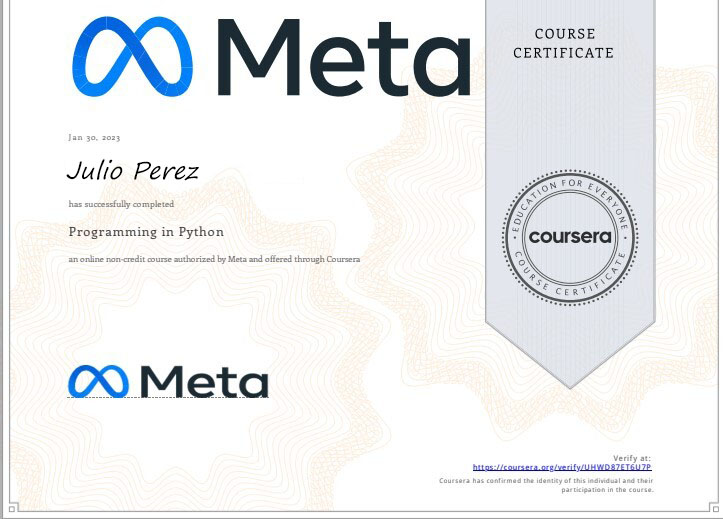 Meta
COURSE
CERTIFICATE
Jan 30, 2023
Julio Perez
has successfully completed
Programming in Python
an online non-credit course authorized by Meta and offered through Coursera
EDUCATION FOR EVERYONE
coursera
COURSE CERTIFICATE
Meta
Verify at:
https://coursera.org/verify/UHWD87ET6U7P
Coursera has confirmed the identity of this individual and their
participation in the course.